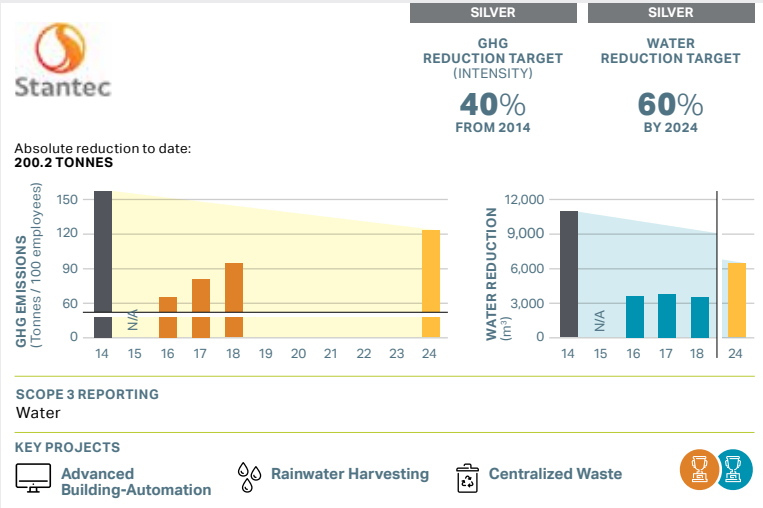 SILVER
SILVER
Stantec
GHG
REDUCTION TARGET
(INTENSITY)
40%
FROM 2014
WATER
REDUCTION TARGET
60%
BY 2024
Absolute reduction to date:
200.2 TONNES
GHG EMISSIONS
(Tonnes / 100 employees)
150
120
90
60
0
N/A
14 15 16 17 18 19 20 21 22 23 24
WATER REDUCTION
(m³)
12,000
9,000
6,000
3,000
0
N/A
14 15 16 17 18 24
SCOPE 3 REPORTING
Water
KEY PROJECTS
Advanced
Building-Automation
Rainwater Harvesting
Centralized Waste